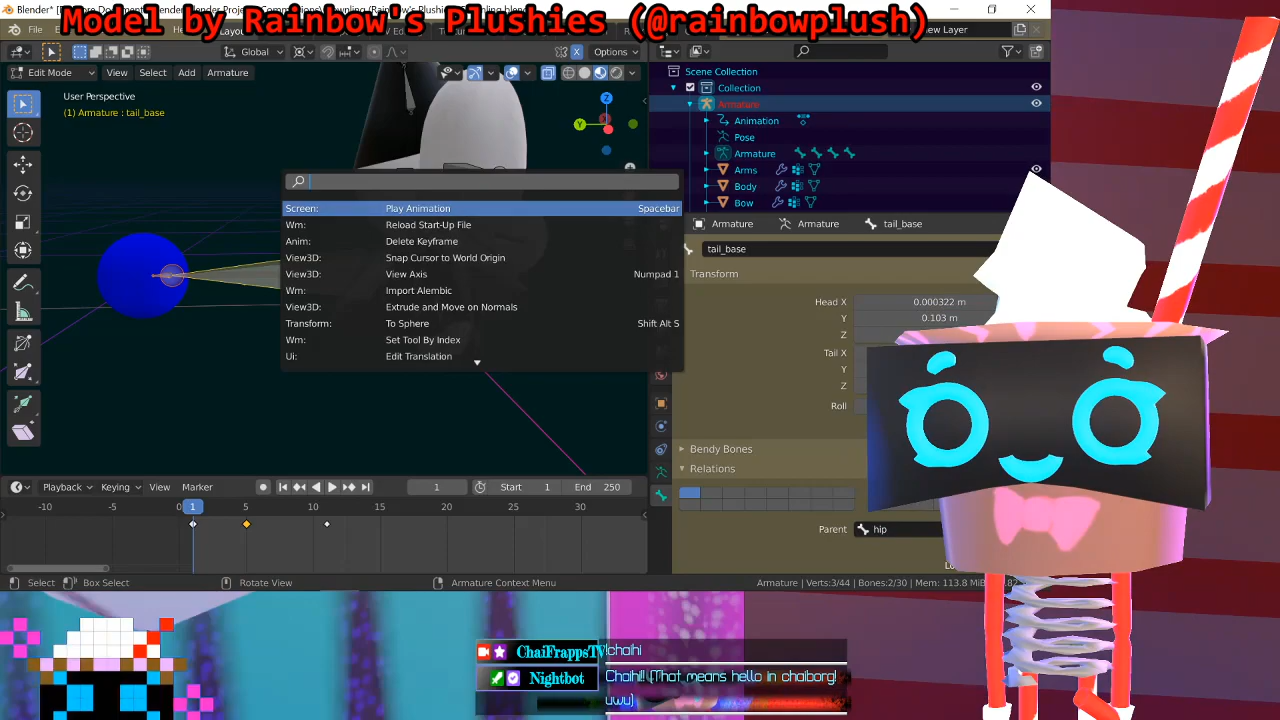 Model by Rainbow's Plushies (@rainbowplush)
Blender*
File
Layer
Global
Options
Edit Mode
View
Select
Add
Armature
User Perspective
(1) Armature : tail_base
Z
Y
Screen: Play Animation Spacebar
Wm: Reload Start-Up File
Anim: Delete Keyframe
View3D: Snap Cursor to World Origin
View3D: View Axis Numpad 1
Wm: Import Alembic
View3D: Extrude and Move on Normals
Transform: To Sphere Shift Alt S
Wm: Set Tool By Index
Ui: Edit Translation
Scene Collection
Collection
Armature
Animation
Pose
Armature
Arms
Body
Bow
Armature
Armature
tail_base
tail_base
Transform
Head X 0.000322 m
Y 0.103 m
Z
Tail X
Y
Z
Roll
Bendy Bones
Relations
Parent hip
Playback
Keying
View
Marker
1
Start 1
End 250
-10 -5 1 5 10 15 20 25 30
Select
Box Select
Rotate View
Armature Context Menu
Armature | Verts:3/44 | Bones:2/30 | Mem: 113.8 MiB
ChaiFrappsTV
!chaihi
Nightbot
Chaihi!! (That means hello in chaiborg!
uwu)